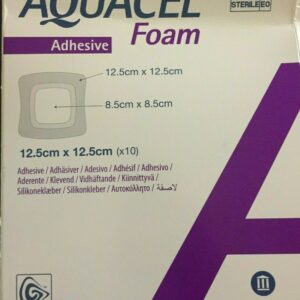 AQUACEL
Foam
STERILE EO
Adhesive
12.5cm x 12.5cm
8.5cm x 8.5cm
12.5cm x 12.5cm (x10)
Adhesive / Adhäsiver / Adesivo / Adhésif / Adhesivo /
Aderente / Klevend / Vidhäftande / Kiinnittyvä /
Silikoneklæber / Silikonkleber / Αυτοκόλλητο / لاصقة